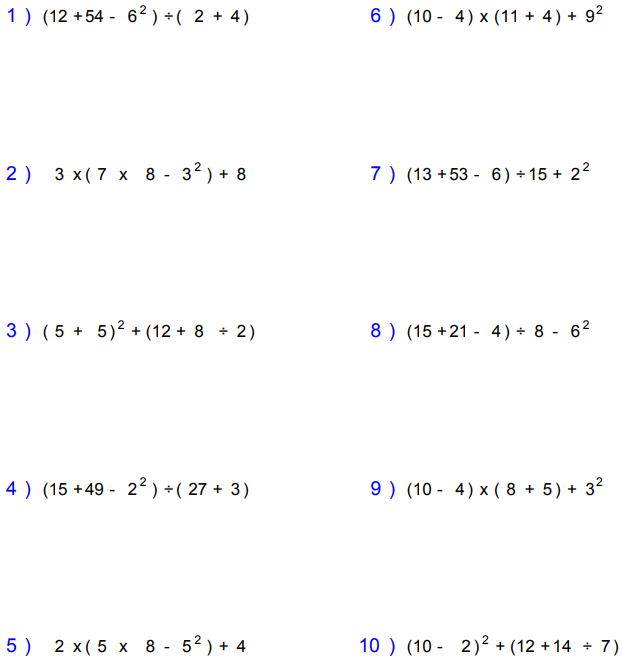 1 ) (12 +54 - 6² ) ÷( 2 + 4)
6 ) (10 - 4) x (11 + 4) + 9²
2 ) 3 x( 7 x 8 - 3² ) + 8
7 ) (13 +53 - 6) ÷15 + 2²
3 ) ( 5 + 5)² + (12 + 8 ÷ 2)
8 ) (15 +21 - 4) ÷ 8 - 6²
4 ) (15 +49 - 2² ) ÷( 27 + 3)
9 ) (10 - 4) x ( 8 + 5) + 3²
5 ) 2 x( 5 x 8 - 5² ) + 4
10 ) (10 - 2)² + (12 +14 ÷ 7)